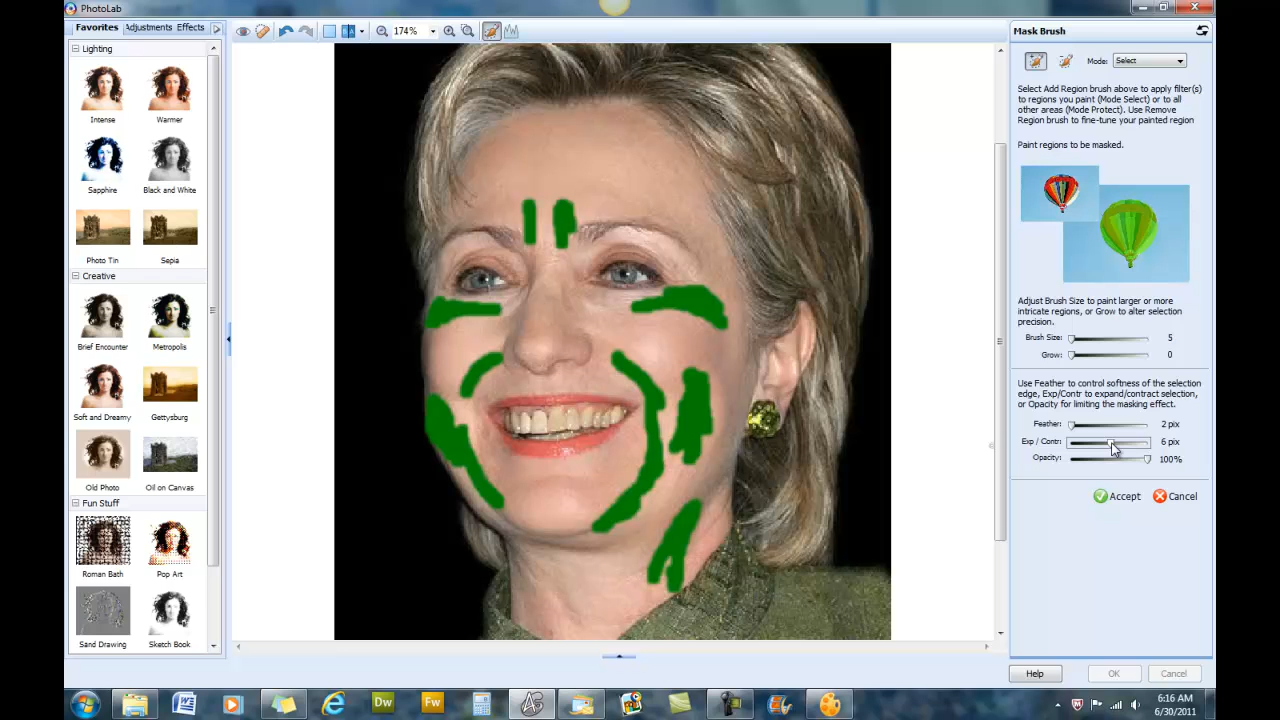 PhotoLab
Favorites Adjustments Effects
174%
Lighting
Intense Warmer
Sapphire Black and White
Photo Tin Sepia
Creative
Brief Encounter Metropolis
Soft and Dreamy Gettysburg
Old Photo Oil on Canvas
Fun Stuff
Roman Bath Pop Art
Sand Drawing Sketch Book
Mask Brush
Mode: Select
Select Add Region brush above to apply filter(s)
to regions you paint (Mode Select) or to all
other areas (Mode Protect). Use Remove
Region brush to fine-tune your painted region
Paint regions to be masked.
Adjust Brush Size to paint larger or more
intricate regions, or Grow to alter selection
precision.
Brush Size: 5
Grow: 0
Use Feather to control softness of the selection
edge, Exp/Contr to expand/contract selection,
or Opacity for limiting the masking effect.
Feather: 2 pix
Exp / Contr: 6 pix
Opacity: 100%
Accept Cancel
Help OK Cancel
Dw Fw
6:16 AM
6/30/2011